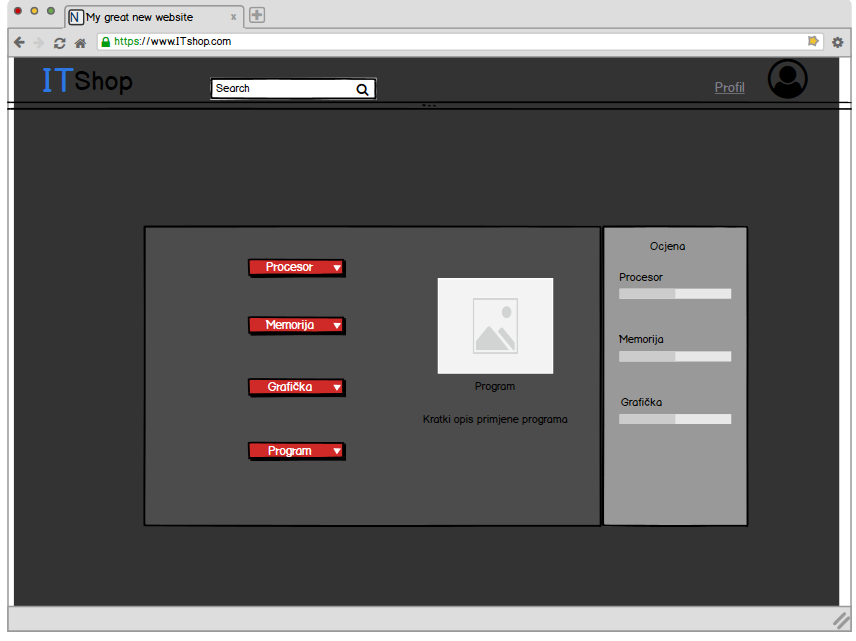 My great new website
https://www.ITshop.com
ITShop
Search
Profil
Procesor
Memorija
Grafička
Program
Program
Kratki opis primjene programa
Ocjena
Procesor
Memorija
Grafička